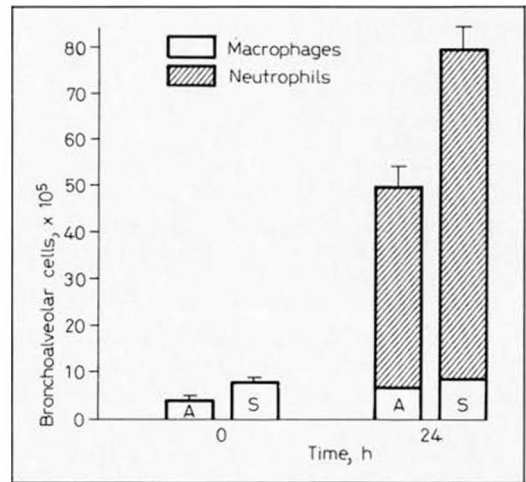 Macrophages
Neutrophils
Bronchoalveolar cells, x 10⁵
80
70
60
50
40
30
20
10
0
A
S
A
S
0
24
Time, h